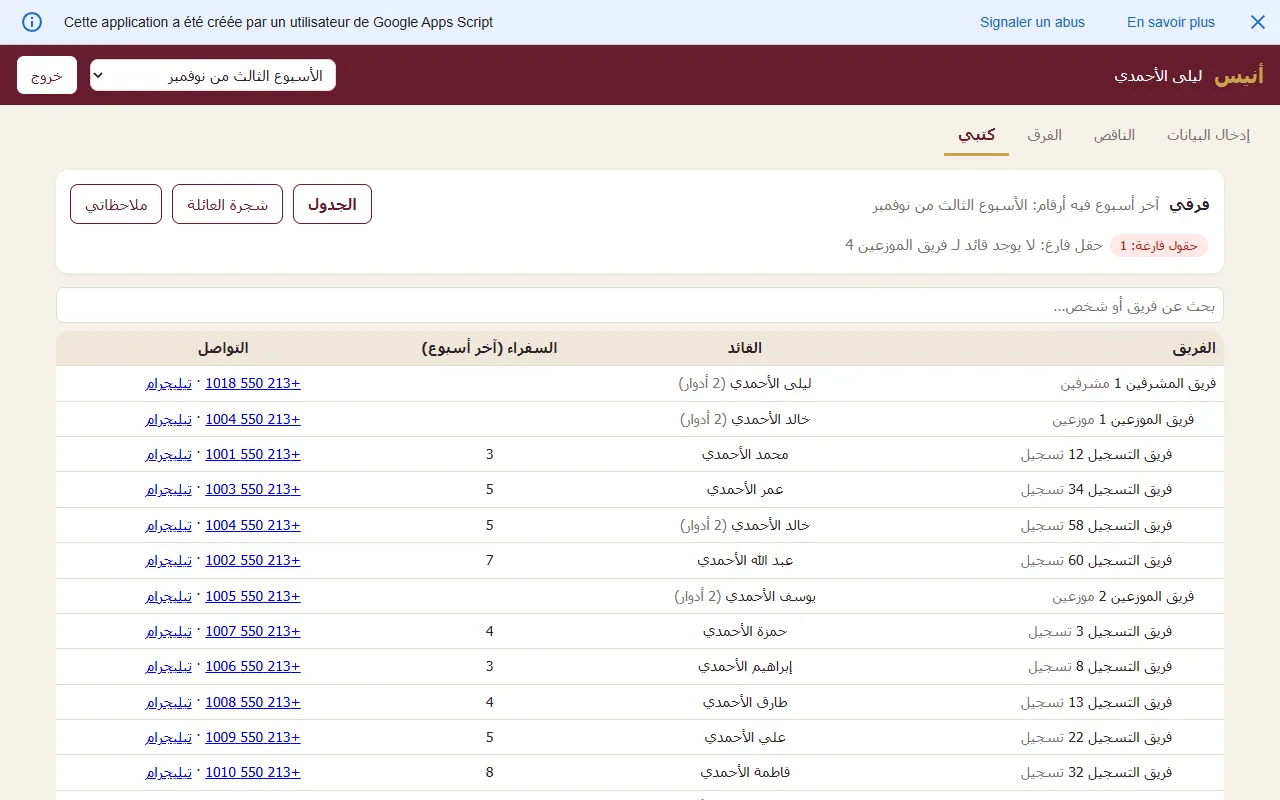 Cette application a été créée par un utilisateur de Google Apps Script
Signaler un abus
En savoir plus
أنيس
ليلى الأحمدي
الأسبوع الثالث من نوفمبر
خروج
إدخال البيانات
الناقص
الفرق
كتبي
فرقي آخر أسبوع فيه أرقام: الأسبوع الثالث من نوفمبر
الجدول
شجرة العائلة
ملاحظاتي
حقول فارغة: 1 حقل فارغ: لا يوجد قائد لـ فريق الموزعين 4
بحث عن فريق أو شخص...
الفريق القائد السفراء (آخر أسبوع) التواصل
فريق المشرفين 1 مشرفين ليلى الأحمدي (2 أدوار) +213 550 1018 · تيليجرام
فريق الموزعين 1 موزعين خالد الأحمدي (2 أدوار) +213 550 1004 · تيليجرام
فريق التسجيل 12 تسجيل محمد الأحمدي 3 +213 550 1001 · تيليجرام
فريق التسجيل 34 تسجيل عمر الأحمدي 5 +213 550 1003 · تيليجرام
فريق التسجيل 58 تسجيل خالد الأحمدي (2 أدوار) 5 +213 550 1004 · تيليجرام
فريق التسجيل 60 تسجيل عبد الله الأحمدي 7 +213 550 1002 · تيليجرام
فريق الموزعين 2 موزعين يوسف الأحمدي (2 أدوار) +213 550 1005 · تيليجرام
فريق التسجيل 3 تسجيل حمزة الأحمدي 4 +213 550 1007 · تيليجرام
فريق التسجيل 8 تسجيل إبراهيم الأحمدي 3 +213 550 1006 · تيليجرام
فريق التسجيل 13 تسجيل طارق الأحمدي 4 +213 550 1008 · تيليجرام
فريق التسجيل 22 تسجيل علي الأحمدي 5 +213 550 1009 · تيليجرام
فريق التسجيل 32 تسجيل فاطمة الأحمدي 8 +213 550 1010 · تيليجرام